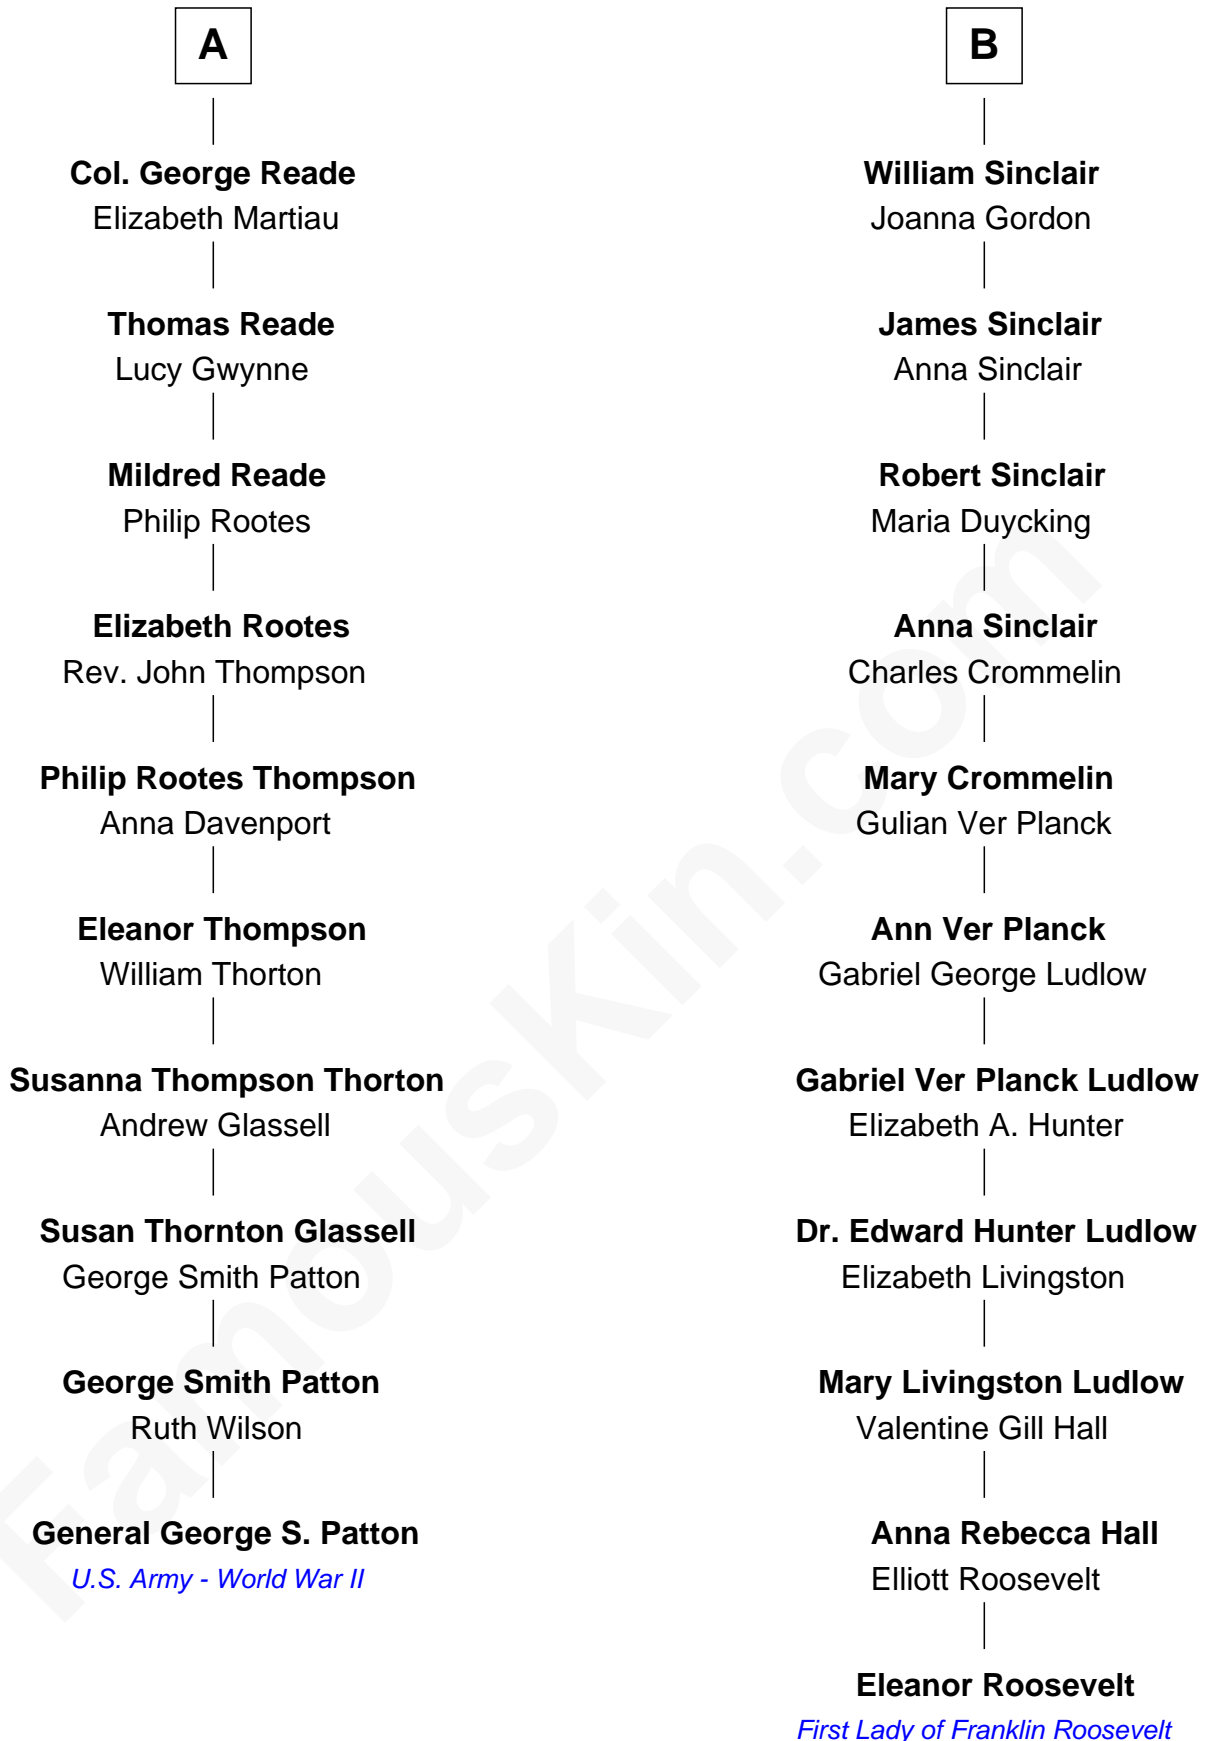 A
Col. George Reade
Elizabeth Martiau
Thomas Reade
Lucy Gwynne
Mildred Reade
Philip Rootes
Elizabeth Rootes
Rev. John Thompson
Philip Rootes Thompson
Anna Davenport
Eleanor Thompson
William Thorton
Susanna Thompson Thorton
Andrew Glassell
Susan Thornton Glassell
George Smith Patton
George Smith Patton
Ruth Wilson
General George S. Patton
U.S. Army - World War II
B
William Sinclair
Joanna Gordon
James Sinclair
Anna Sinclair
Robert Sinclair
Maria Duycking
Anna Sinclair
Charles Crommelin
Mary Crommelin
Gulian Ver Planck
Ann Ver Planck
Gabriel George Ludlow
Gabriel Ver Planck Ludlow
Elizabeth A. Hunter
Dr. Edward Hunter Ludlow
Elizabeth Livingston
Mary Livingston Ludlow
Valentine Gill Hall
Anna Rebecca Hall
Elliott Roosevelt
Eleanor Roosevelt
First Lady of Franklin Roosevelt
FamousKin.com